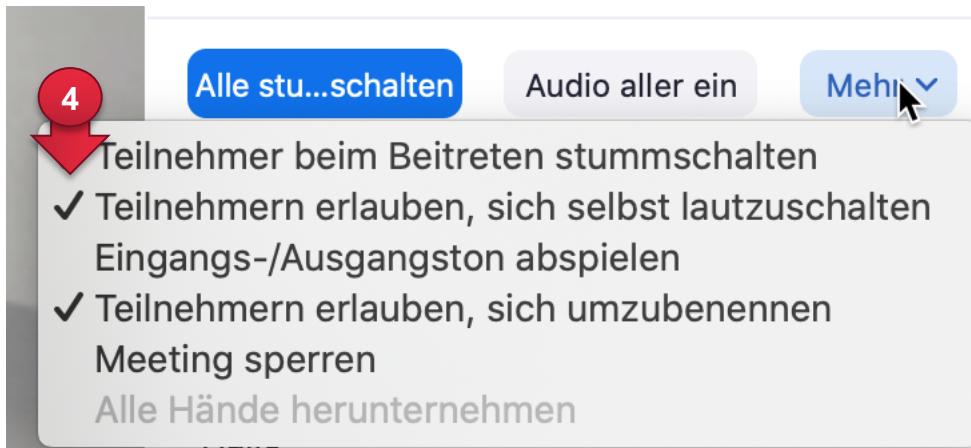 Alle stu...schalten Audio aller ein Mehr
4
Teilnehmer beim Beitreten stummschalten
Teilnehmern erlauben, sich selbst lautzuschalten
Eingangs-/Ausgangston abspielen
Teilnehmern erlauben, sich umzubenennen
Meeting sperren
Alle Hände herunternehmen